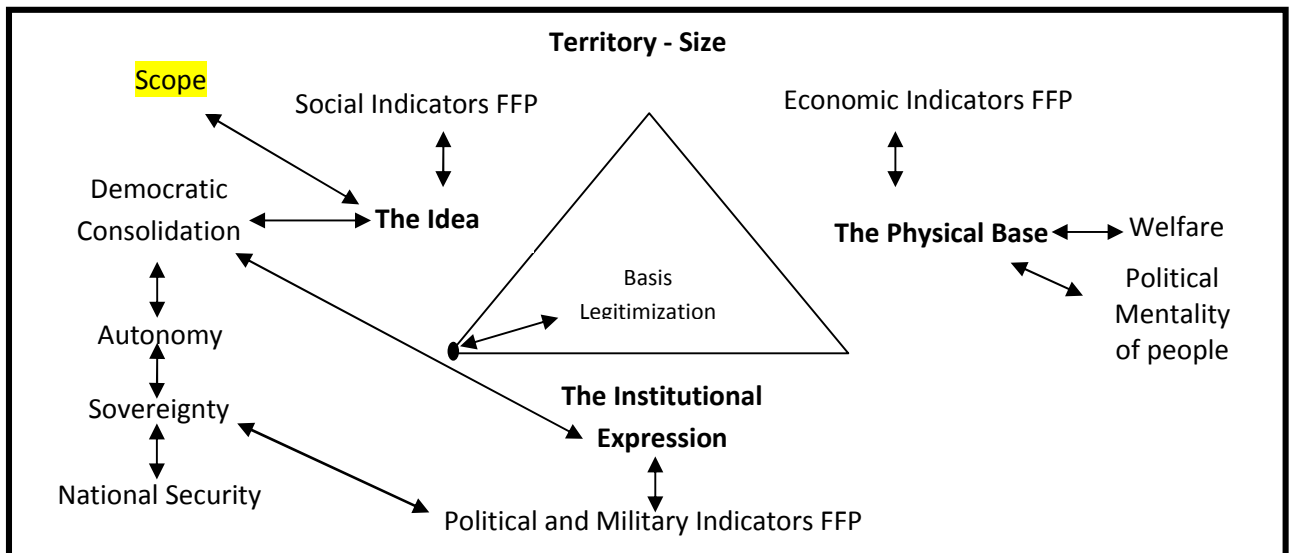 Territory - Size
Scope
Social Indicators FFP
Economic Indicators FFP
Democratic
Consolidation
The Idea
The Physical Base
Welfare
Basis
Legitimization
Political
Mentality
of people
Autonomy
The Institutional
Expression
Sovereignty
National Security
Political and Military Indicators FFP